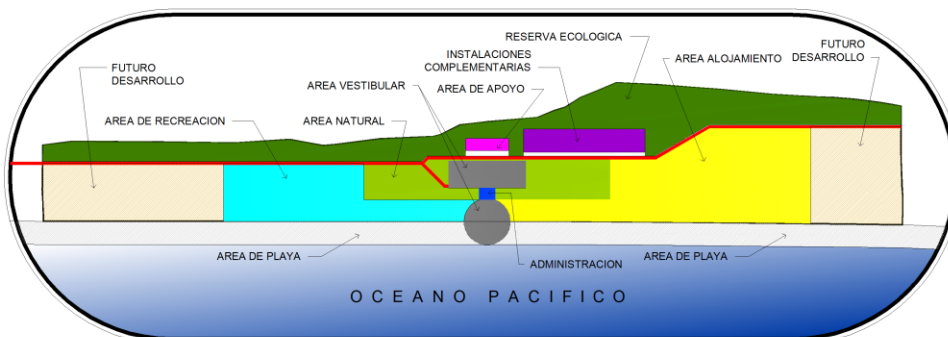 RESERVA ECOLOGICA
FUTURO
DESARROLLO
INSTALACIONES
COMPLEMENTARIAS
AREA ALOJAMIENTO
FUTURO
DESARROLLO
AREA VESTIBULAR
AREA DE APOYO
AREA DE RECREACION
AREA NATURAL
AREA DE PLAYA
ADMINISTRACION
AREA DE PLAYA
OCEANO PACIFICO